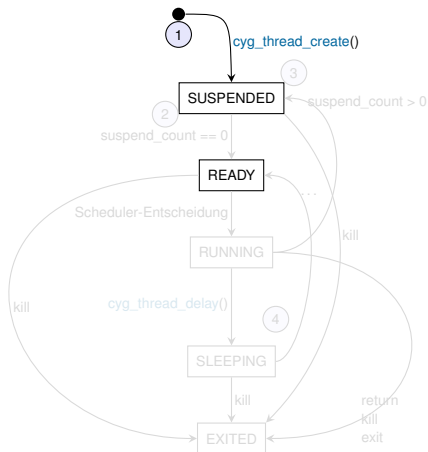 1
cyg_thread_create()
3
SUSPENDED
suspend_count > 0
2
suspend_count == 0
READY
...
Scheduler-Entscheidung
RUNNING
kill
kill
cyg_thread_delay()
4
SLEEPING
kill
return
kill
exit
EXITED